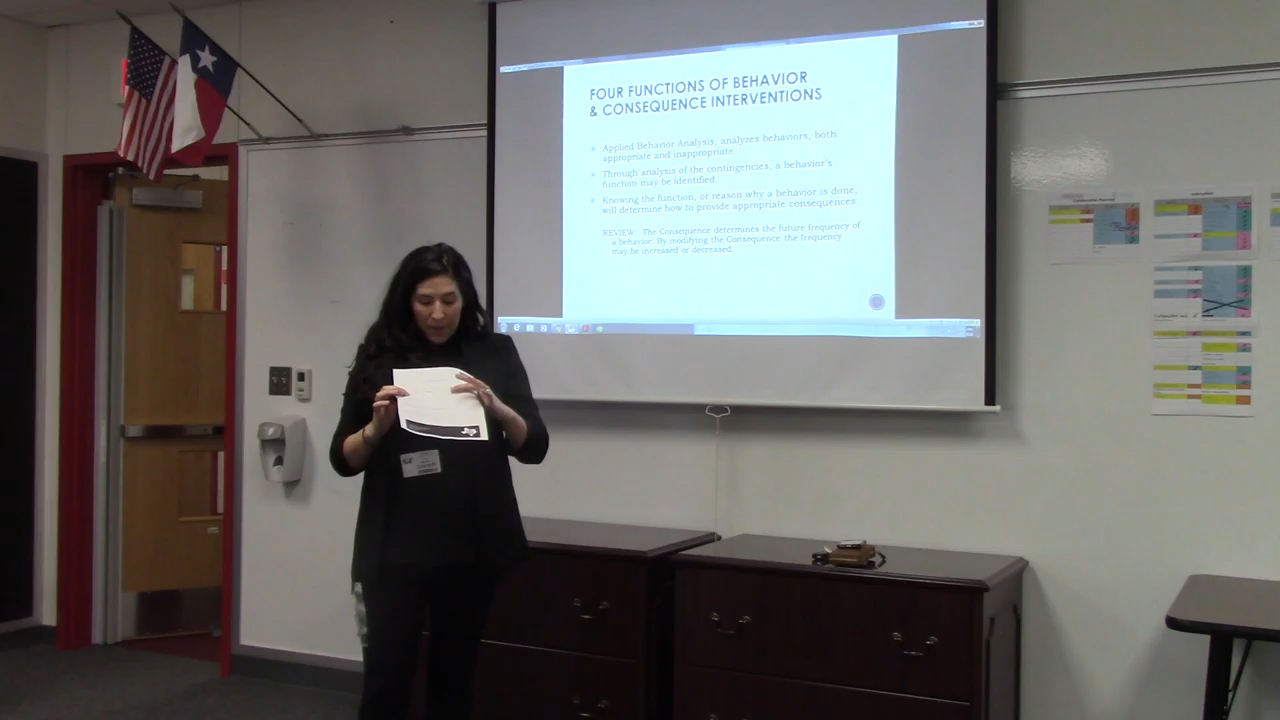 FOUR FUNCTIONS OF BEHAVIOR
& CONSEQUENCE INTERVENTIONS
Applied Behavior Analysis, analyzes behaviors, both
appropriate and inappropriate
Through analysis of the contingencies, a behavior's
function may be identified.
Knowing the function, or reason why a behavior is done,
will determine how to provide appropriate consequences.
REVIEW: The Consequence determines the future frequency of
a behavior. By modifying the Consequence the frequency
may be increased or decreased.